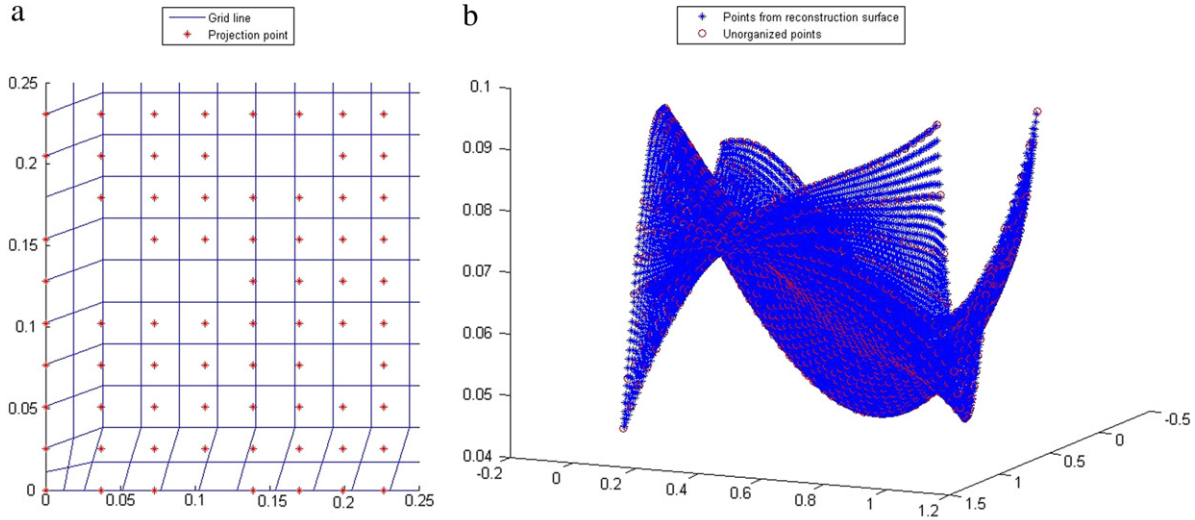 a
Grid line
Projection point
0.25
0.2
0.15
0.1
0.05
0
0 0.05 0.1 0.15 0.2 0.25
b
Points from reconstruction surface
Unorganized points
0.1
0.09
0.08
0.07
0.06
0.05
0.04
-0.2 0 0.2 0.4 0.6 0.8 1 1.2
1.5 1 0.5 0 -0.5